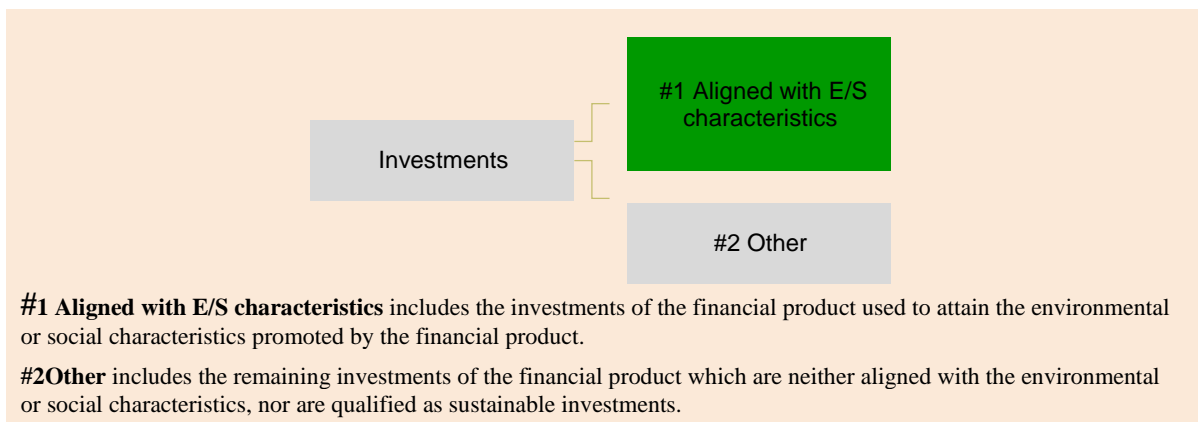 #1 Aligned with E/S
characteristics
Investments
#2 Other
#1 Aligned with E/S characteristics includes the investments of the financial product used to attain the environmental
or social characteristics promoted by the financial product.
#2Other includes the remaining investments of the financial product which are neither aligned with the environmental
or social characteristics, nor are qualified as sustainable investments.